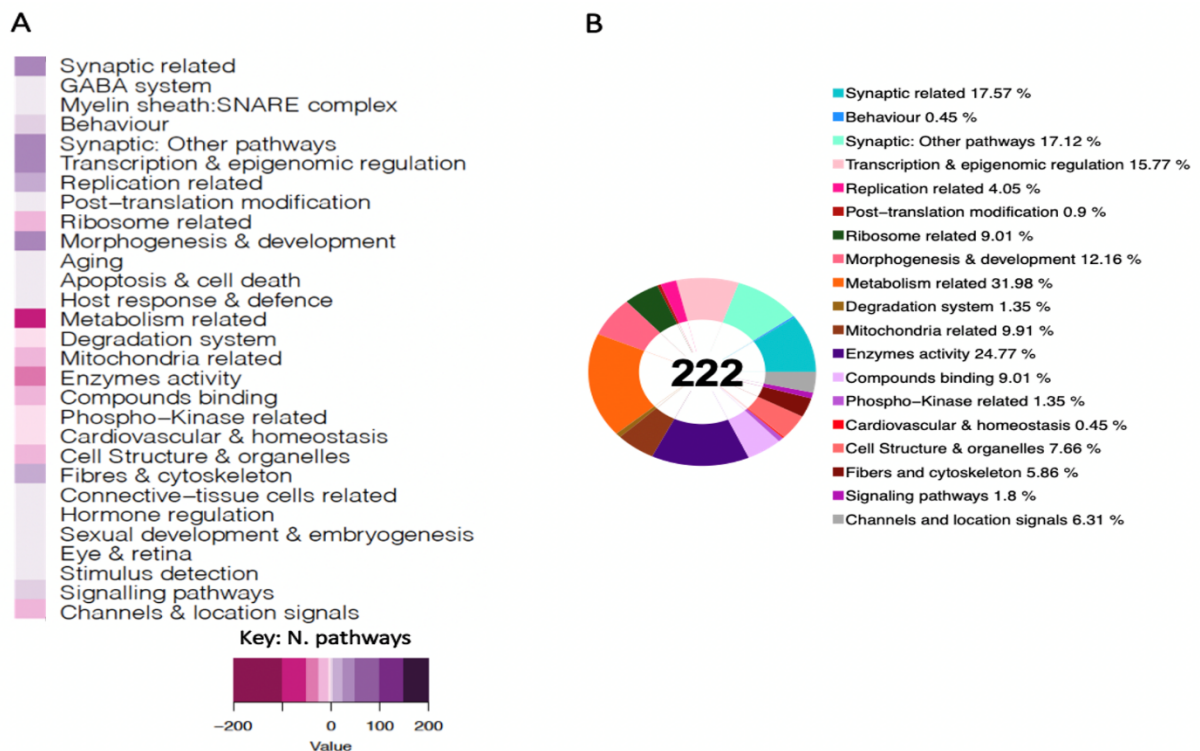 A
Synaptic related
GABA system
Myelin sheath:SNARE complex
Behaviour
Synaptic: Other pathways
Transcription & epigenomic regulation
Replication related
Post−translation modification
Ribosome related
Morphogenesis & development
Aging
Apoptosis & cell death
Host response & defence
Metabolism related
Degradation system
Mitochondria related
Enzymes activity
Compounds binding
Phospho−Kinase related
Cardiovascular & homeostasis
Cell Structure & organelles
Fibres & cytoskeleton
Connective−tissue cells related
Hormone regulation
Sexual development & embryogenesis
Eye & retina
Stimulus detection
Signalling pathways
Channels & location signals
Key: N. pathways
−200 0 100 200
Value
B
222
Synaptic related 17.57 %
Behaviour 0.45 %
Synaptic: Other pathways 17.12 %
Transcription & epigenomic regulation 15.77 %
Replication related 4.05 %
Post−translation modification 0.9 %
Ribosome related 9.01 %
Morphogenesis & development 12.16 %
Metabolism related 31.98 %
Degradation system 1.35 %
Mitochondria related 9.91 %
Enzymes activity 24.77 %
Compounds binding 9.01 %
Phospho−Kinase related 1.35 %
Cardiovascular & homeostasis 0.45 %
Cell Structure & organelles 7.66 %
Fibers and cytoskeleton 5.86 %
Signaling pathways 1.8 %
Channels and location signals 6.31 %